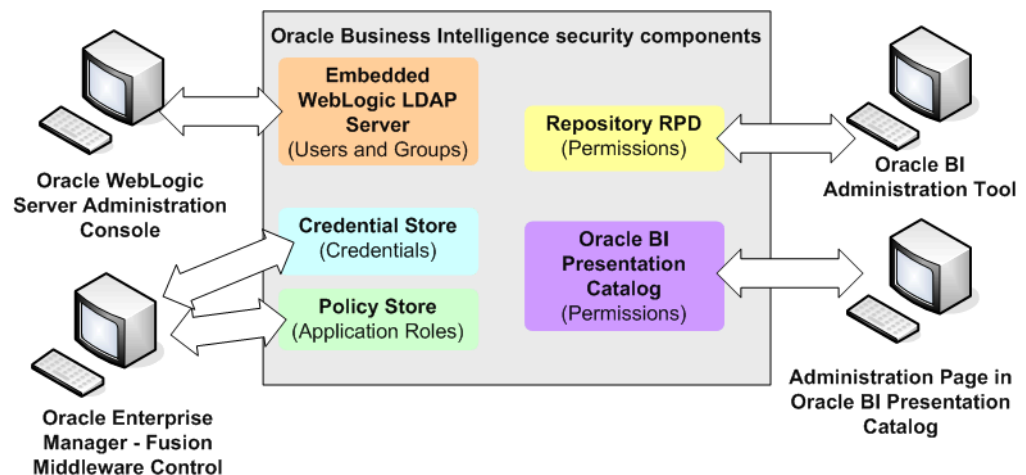 Oracle Business Intelligence security components
Embedded
WebLogic LDAP
Server
(Users and Groups)
Repository RPD
(Permissions)
Oracle WebLogic
Server Administration
Console
Oracle BI
Administration Tool
Credential Store
(Credentials)
Oracle BI
Presentation
Catalog
(Permissions)
Policy Store
(Application Roles)
Oracle Enterprise
Manager - Fusion
Middleware Control
Administration Page in
Oracle BI Presentation
Catalog